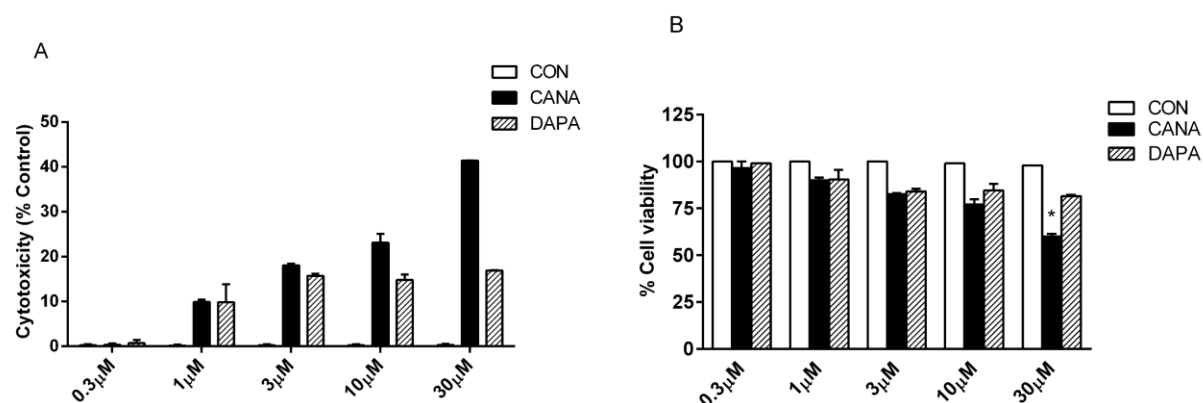 A
CON
CANA
DAPA
Cytotoxicity (% Control)
50
40
30
20
10
0
0.3μM
1μM
3μM
10μM
30μM
B
CON
CANA
DAPA
% Cell viability
125
100
75
50
25
0
*
0.3μM
1μM
3μM
10μM
30μM